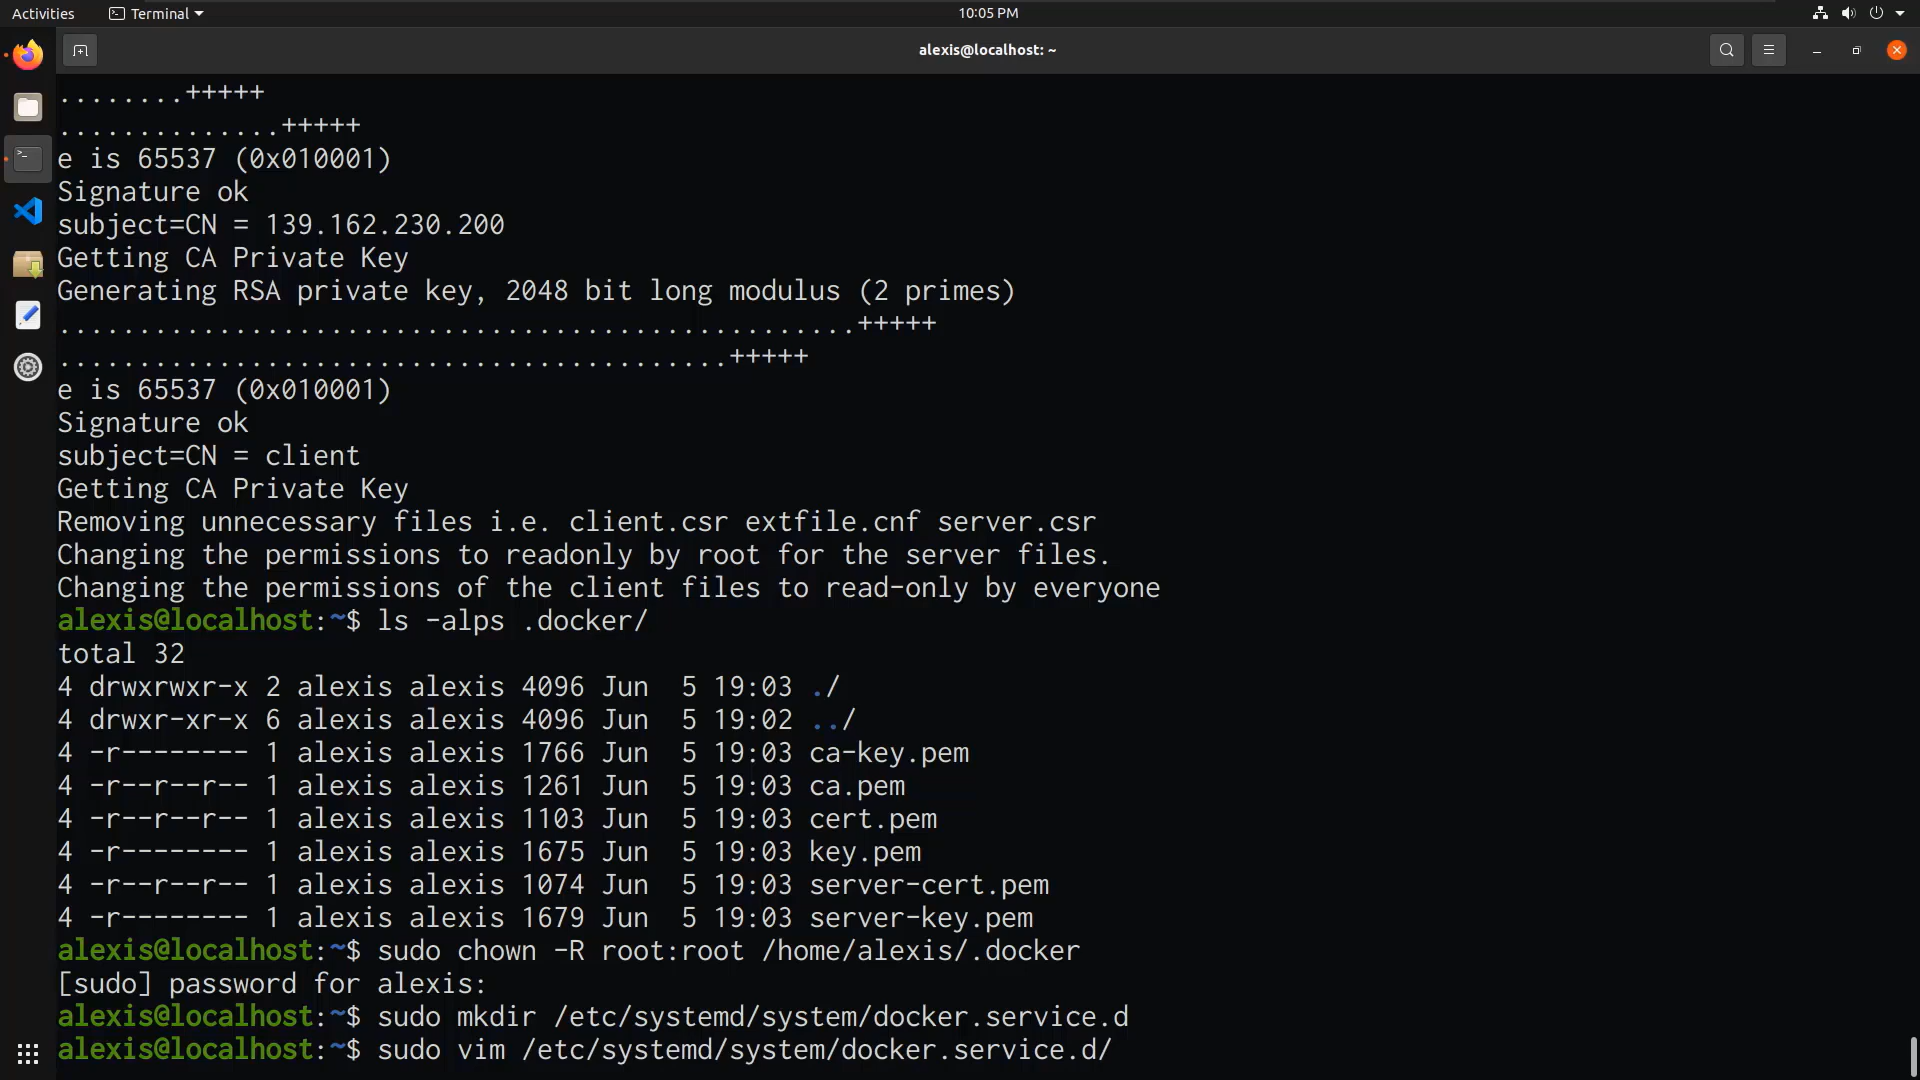 Activities Terminal 10:05 PM
alexis@localhost: ~
........+++++
..............+++++
e is 65537 (0x010001)
Signature ok
subject=CN = 139.162.230.200
Getting CA Private Key
Generating RSA private key, 2048 bit long modulus (2 primes)
..................................................+++++
..........................................+++++
e is 65537 (0x010001)
Signature ok
subject=CN = client
Getting CA Private Key
Removing unnecessary files i.e. client.csr extfile.cnf server.csr
Changing the permissions to readonly by root for the server files.
Changing the permissions of the client files to read-only by everyone
alexis@localhost:~$ ls -alps .docker/
total 32
4 drwxrwxr-x 2 alexis alexis 4096 Jun  5 19:03 ./
4 drwxr-xr-x 6 alexis alexis 4096 Jun  5 19:02 ../
4 -r-------- 1 alexis alexis 1766 Jun  5 19:03 ca-key.pem
4 -r--r--r-- 1 alexis alexis 1261 Jun  5 19:03 ca.pem
4 -r--r--r-- 1 alexis alexis 1103 Jun  5 19:03 cert.pem
4 -r-------- 1 alexis alexis 1675 Jun  5 19:03 key.pem
4 -r--r--r-- 1 alexis alexis 1074 Jun  5 19:03 server-cert.pem
4 -r-------- 1 alexis alexis 1679 Jun  5 19:03 server-key.pem
alexis@localhost:~$ sudo chown -R root:root /home/alexis/.docker
[sudo] password for alexis:
alexis@localhost:~$ sudo mkdir /etc/systemd/system/docker.service.d
alexis@localhost:~$ sudo vim /etc/systemd/system/docker.service.d/